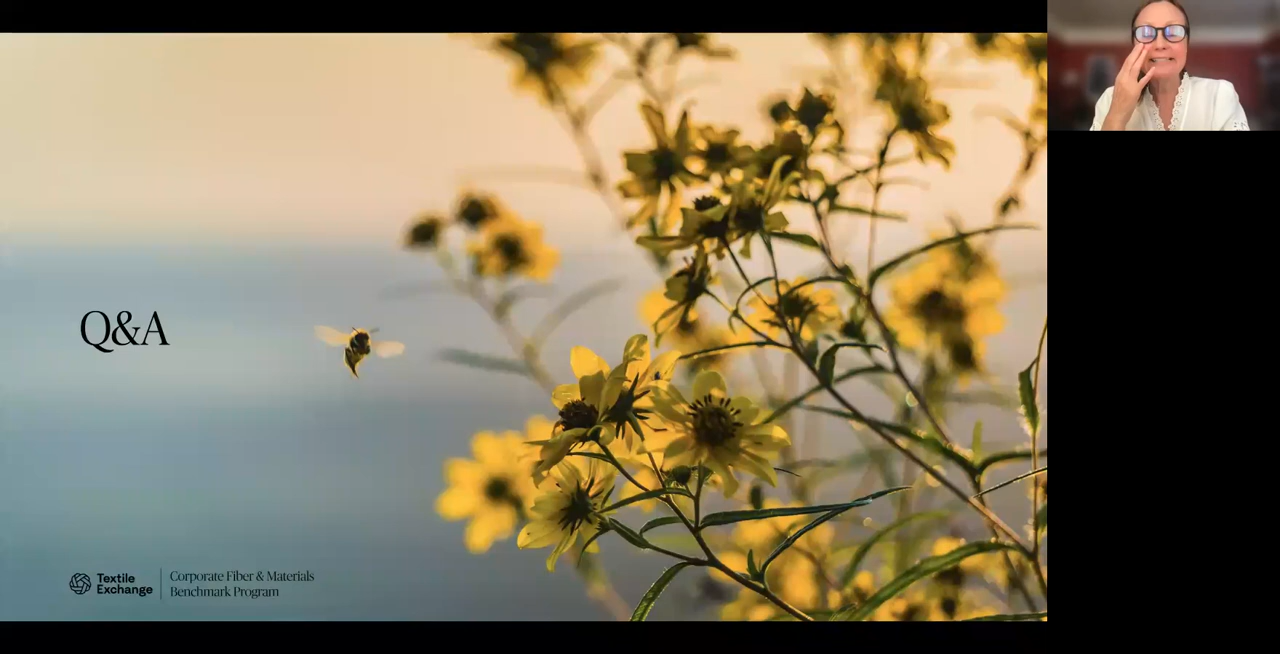 Q&A
Textile
Exchange
Corporate Fiber & Materials
Benchmark Program